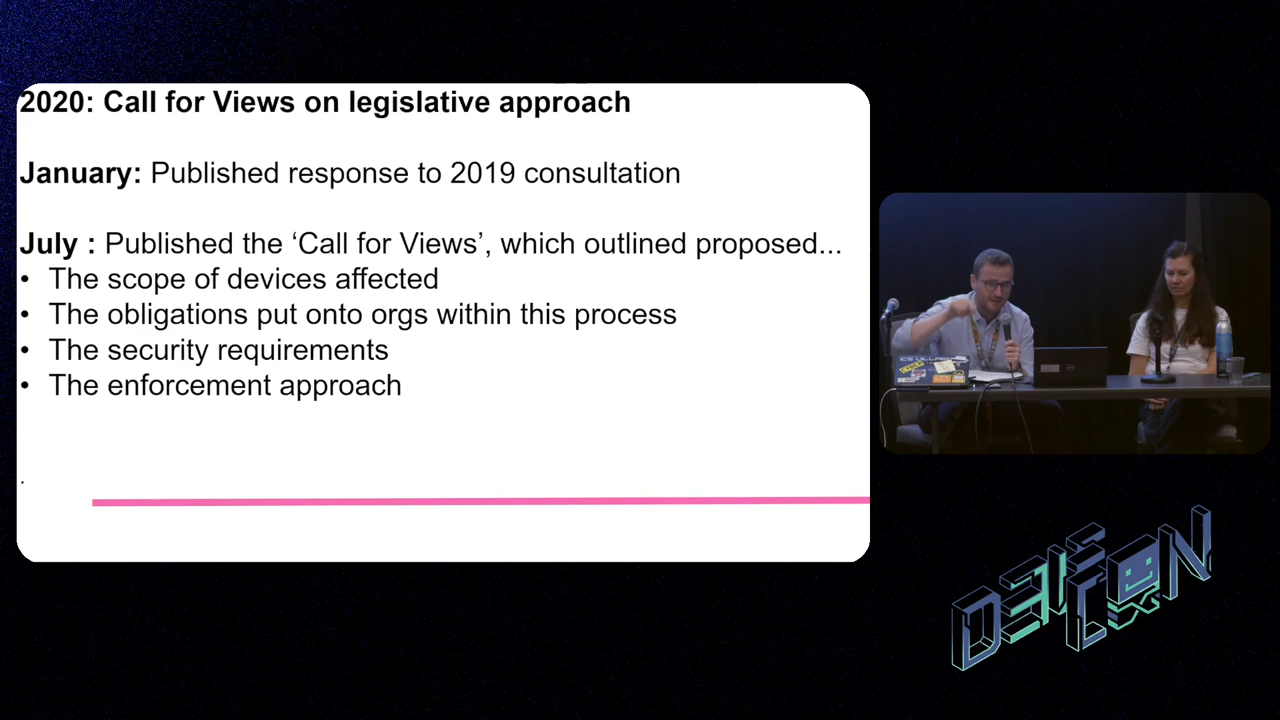 2020: Call for Views on legislative approach
January: Published response to 2019 consultation
July : Published the ‘Call for Views’, which outlined proposed...
• The scope of devices affected
• The obligations put onto orgs within this process
• The security requirements
• The enforcement approach
.
DEF CON